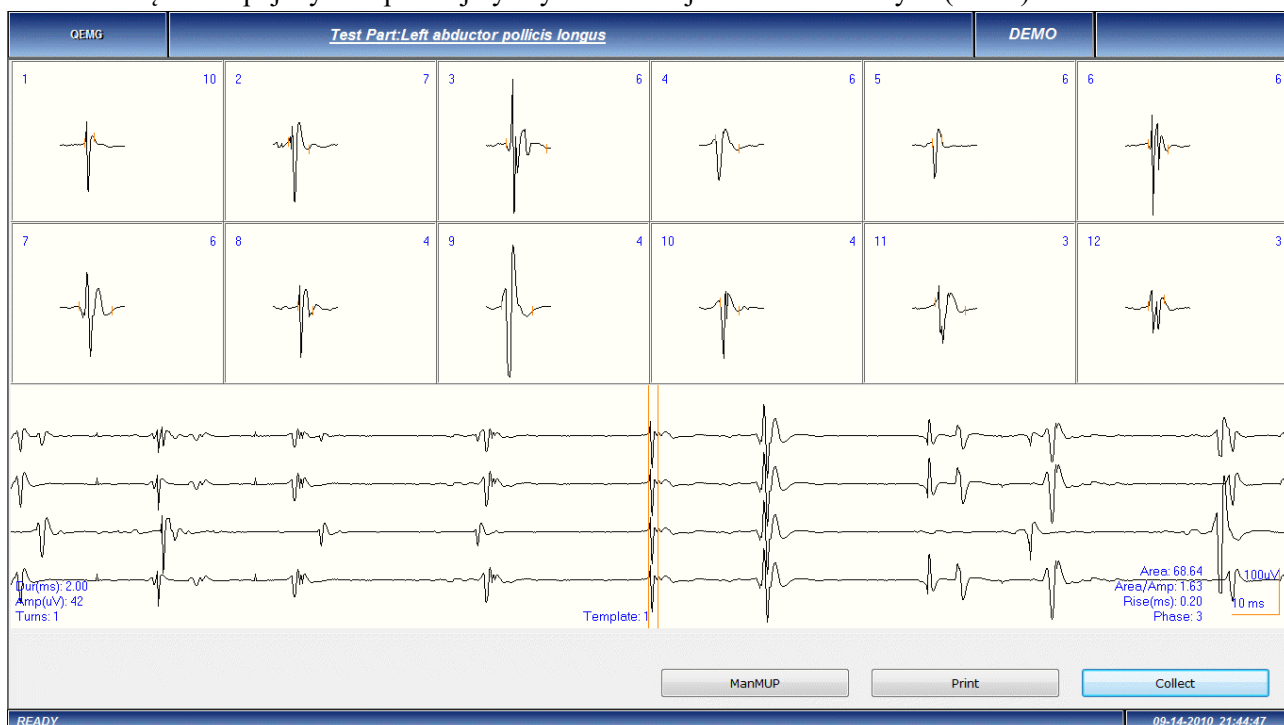 QEMG Test Part:Left abductor pollicis longus DEMO
1 10 2 7 3 6 4 6 5 6 6 6
7 6 8 4 9 4 10 4 11 3 12 3
Dur(ms): 2.00
Amp(uV): 42
Turns: 1
Template: 1
Area: 68.64
Area/Amp: 1.63
Rise(ms): 0.20
Phase: 3
100uV
10 ms
ManMUP Print Collect
READY 09-14-2010 21:44:47